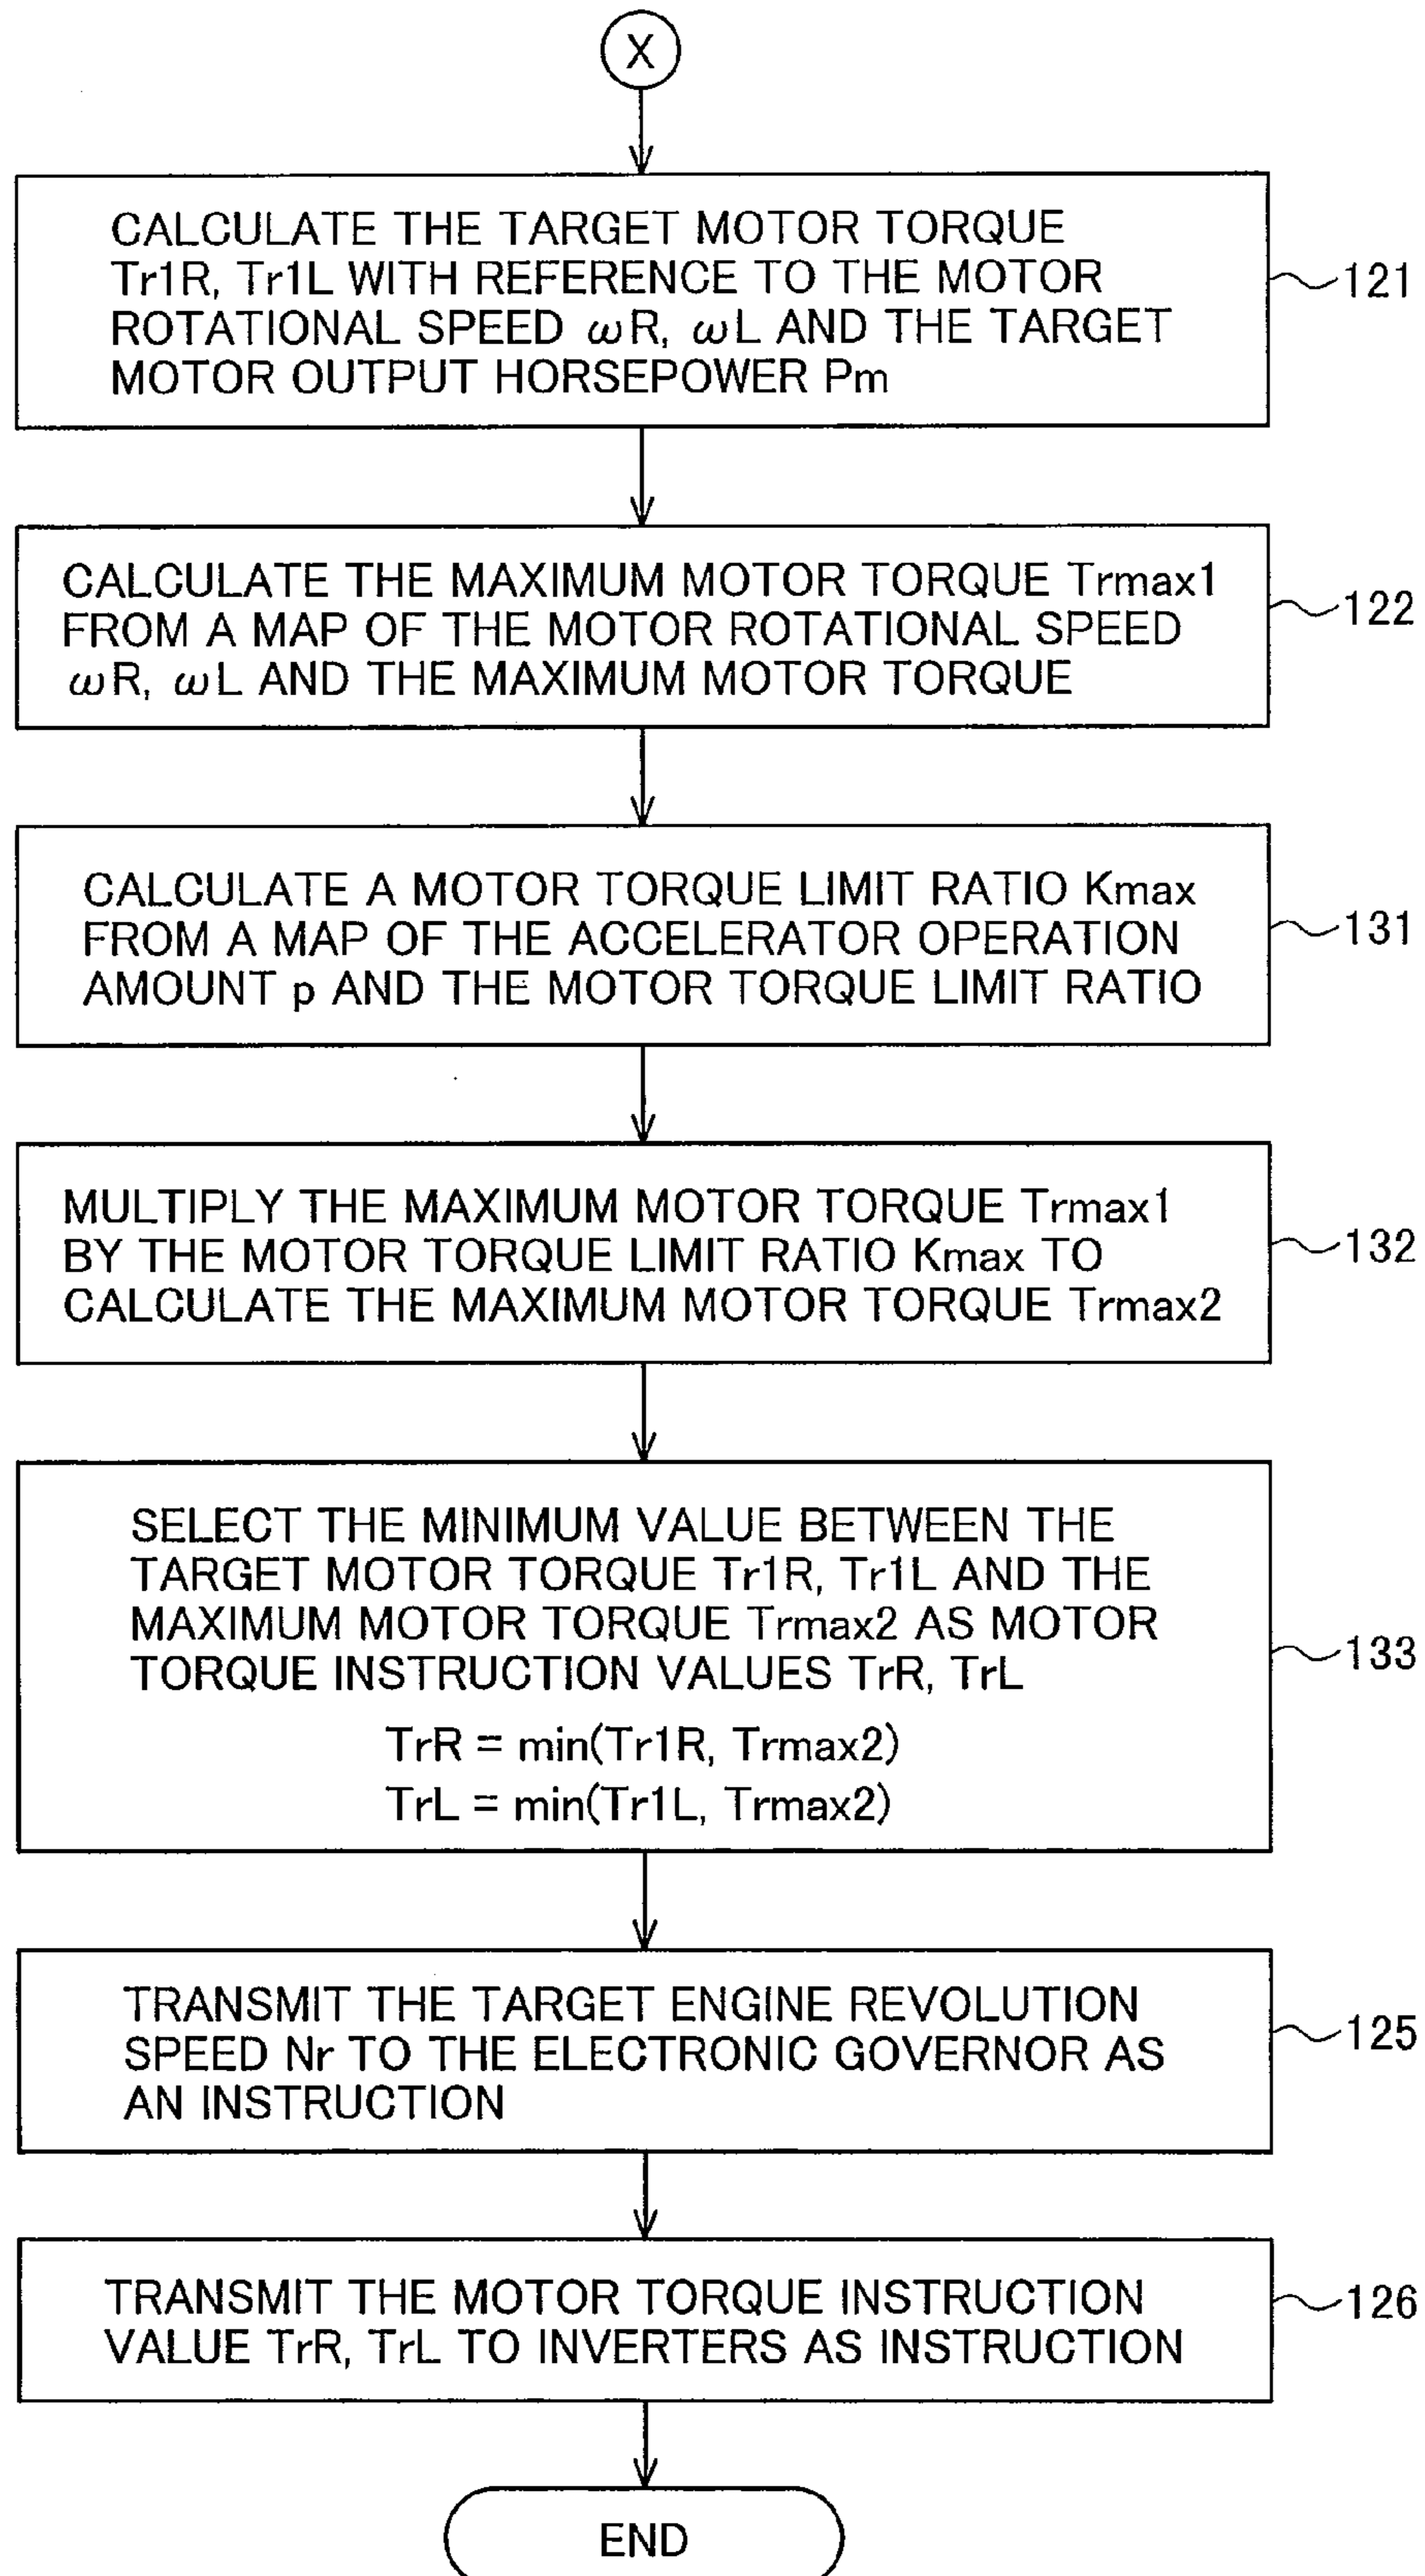 X
CALCULATE THE TARGET MOTOR TORQUE
Tr1R, Tr1L WITH REFERENCE TO THE MOTOR
ROTATIONAL SPEED ωR, ωL AND THE TARGET
MOTOR OUTPUT HORSEPOWER Pm
121
CALCULATE THE MAXIMUM MOTOR TORQUE Trmax1
FROM A MAP OF THE MOTOR ROTATIONAL SPEED
ωR, ωL AND THE MAXIMUM MOTOR TORQUE
122
CALCULATE A MOTOR TORQUE LIMIT RATIO Kmax
FROM A MAP OF THE ACCELERATOR OPERATION
AMOUNT p AND THE MOTOR TORQUE LIMIT RATIO
131
MULTIPLY THE MAXIMUM MOTOR TORQUE Trmax1
BY THE MOTOR TORQUE LIMIT RATIO Kmax TO
CALCULATE THE MAXIMUM MOTOR TORQUE Trmax2
132
SELECT THE MINIMUM VALUE BETWEEN THE
TARGET MOTOR TORQUE Tr1R, Tr1L AND THE
MAXIMUM MOTOR TORQUE Trmax2 AS MOTOR
TORQUE INSTRUCTION VALUES TrR, TrL
TrR = min(Tr1R, Trmax2)
TrL = min(Tr1L, Trmax2)
133
TRANSMIT THE TARGET ENGINE REVOLUTION
SPEED Nr TO THE ELECTRONIC GOVERNOR AS
AN INSTRUCTION
125
TRANSMIT THE MOTOR TORQUE INSTRUCTION
VALUE TrR, TrL TO INVERTERS AS INSTRUCTION
126
END